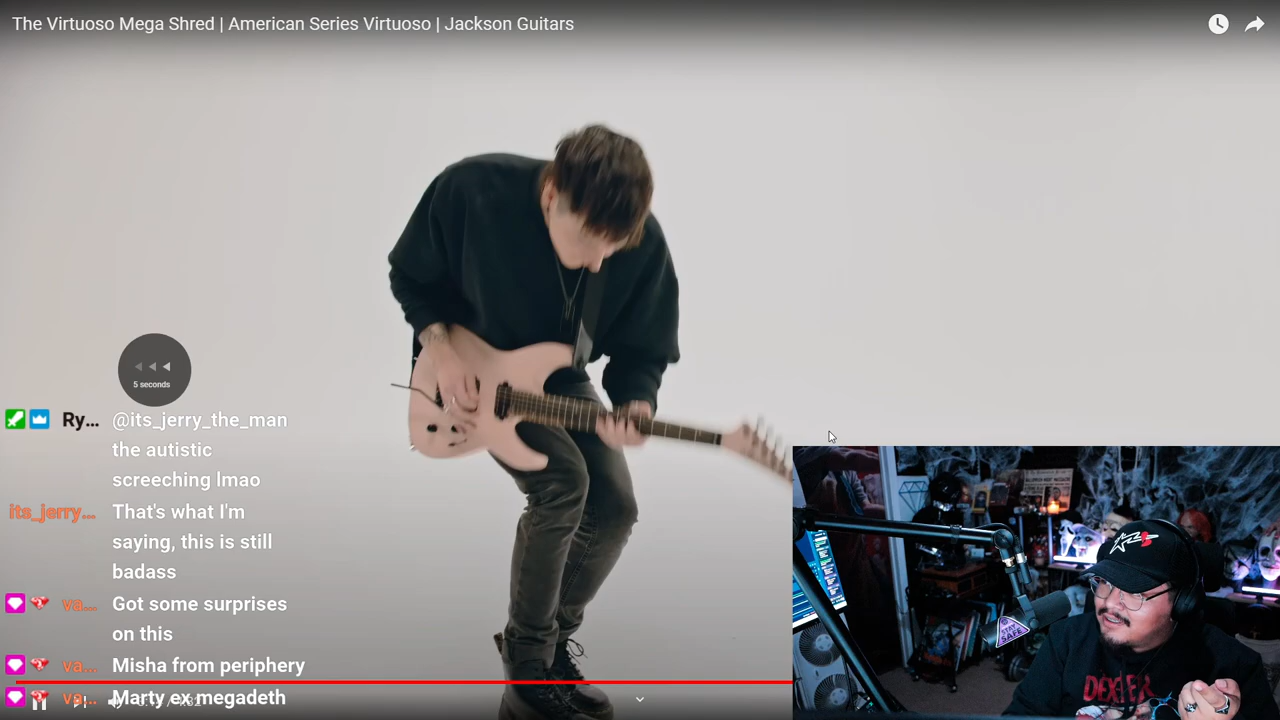 The Virtuoso Mega Shred | American Series Virtuoso | Jackson Guitars
5 seconds
Ry... @its_jerry_the_man
the autistic
screeching lmao
its_jerry... That's what I'm
saying, this is still
badass
va... Got some surprises
on this
va... Misha from periphery
va... Marty ex megadeth
STAY SAFE
DEXTER